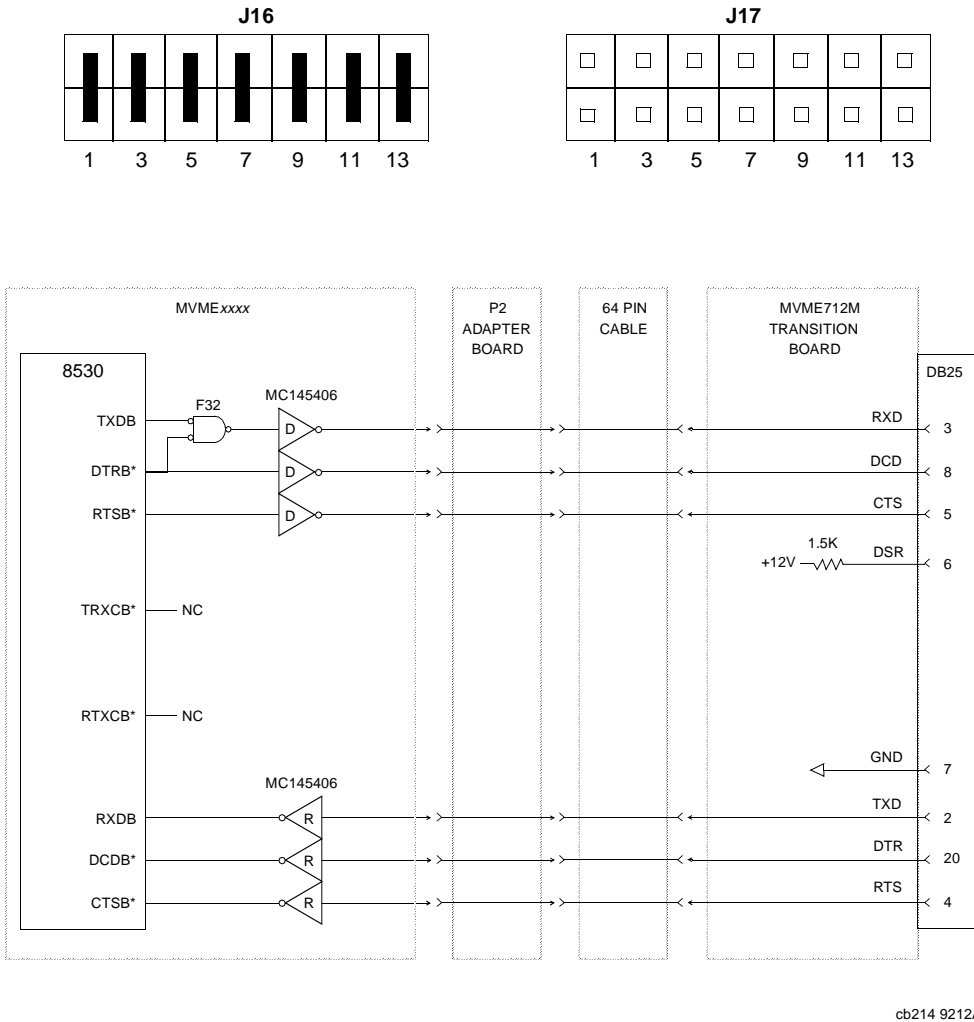 J16
J17
1 3 5 7 9 11 13
1 3 5 7 9 11 13
MVMExxxx
P2
ADAPTER
BOARD
64 PIN
CABLE
MVME712M
TRANSITION
BOARD
8530
DB25
MC145406
F32
TXDB
D
RXD
3
DTRB*
D
DCD
8
RTSB*
D
CTS
5
1.5K
+12V
DSR
6
TRXCB*
NC
RTXCB*
NC
GND
7
MC145406
RXDB
R
TXD
2
DCDB*
R
DTR
20
CTSB*
R
RTS
4
cb214 9212